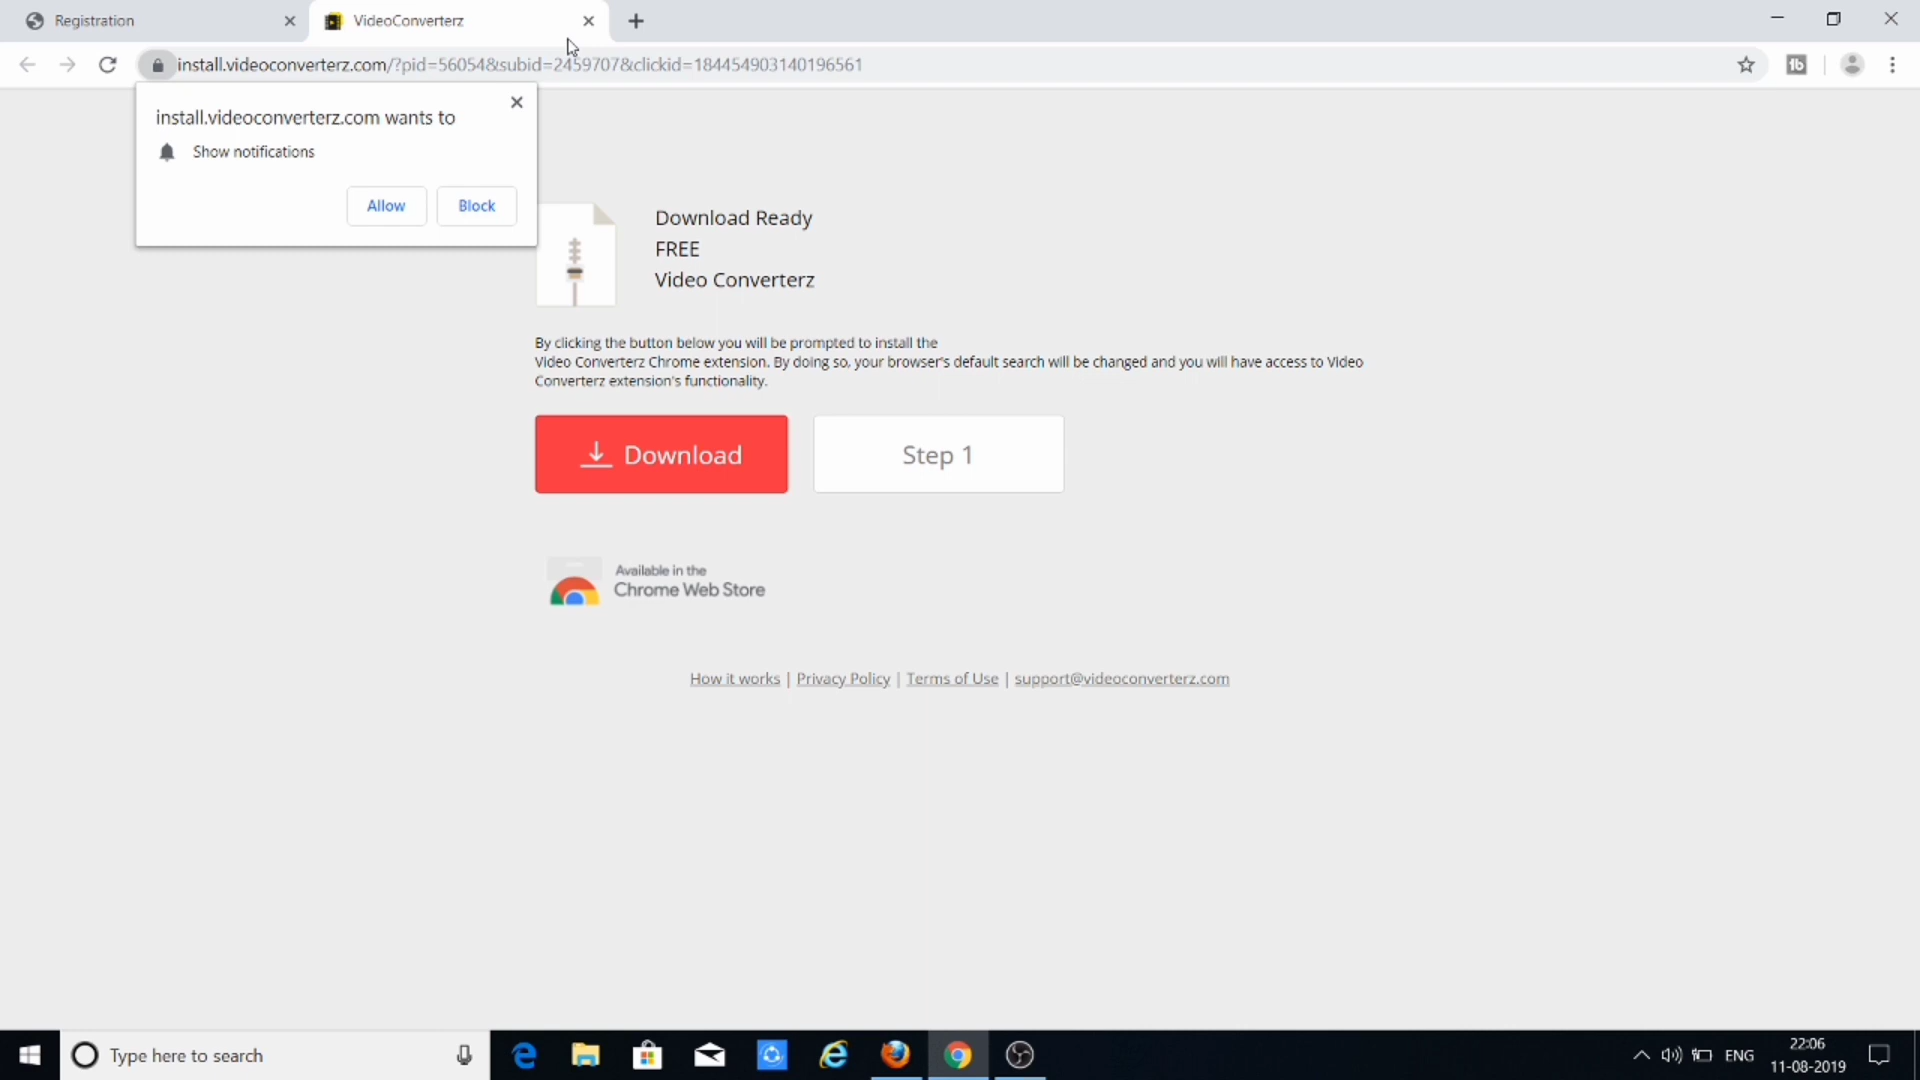 Registration
VideoConverterz
install.videoconverterz.com/?pid=56054&subid=2459707&clickid=184454903140196561
install.videoconverterz.com wants to
Show notifications
Allow
Block
Download Ready
FREE
Video Converterz
By clicking the button below you will be prompted to install the
Video Converterz Chrome extension. By doing so, your browser's default search will be changed and you will have access to Video
Converterz extension's functionality.
Download
Step 1
Available in the
Chrome Web Store
How it works | Privacy Policy | Terms of Use | support@videoconverterz.com
Type here to search
ENG
22:06
11-08-2019